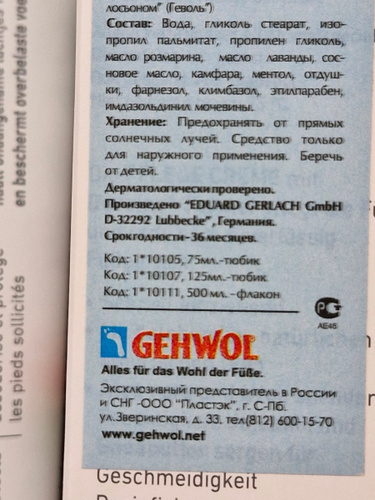 лосьоном" (Геволь")
Состав: Вода, гликоль стеарат, изо-
пропил пальмитат, пропилен гликоль,
масло розмарина, масло лаванды, сос-
новое масло, камфара, ментол, отдуш-
ки, фарнезол, климбазол, этилпарабен,
имдазольдинил мочевины.
Хранение: Предохранять от прямых
солнечных лучей. Средство только
для наружного применения. Беречь
от детей.
Дерматологически проверено.
Произведено "EDUARD GERLACH GmbH
D-32292 Lubbecke", Германия.
Срок годности - 36 месяцев.
Код: 1*10105, 75мл.-тюбик
Код: 1*10107, 125мл.-тюбик
Код: 1*10111, 500 мл. -флакон
РСТ
АЕ46
GEHWOL
Alles für das Wohl der Füße.
Эксклюзивный представитель в России
и СНГ -ООО "Пластэк", г. С-Пб.
ул.Зверинская, д. 33. тел(812) 600-15-70
www.gehwol.net
Geschmeidigkeit
en beschermt overbelaste voe
les pieds sollicités